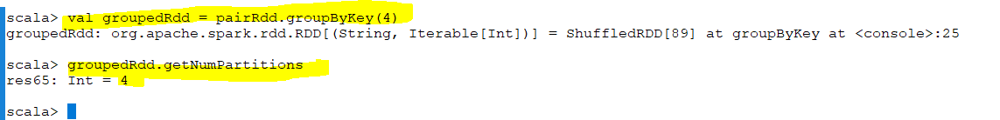 scala> val groupedRdd = pairRdd.groupByKey(4)
groupedRdd: org.apache.spark.rdd.RDD[(String, Iterable[Int])] = ShuffledRDD[89] at groupByKey at <console>:25
scala> groupedRdd.getNumPartitions
res65: Int = 4
scala>